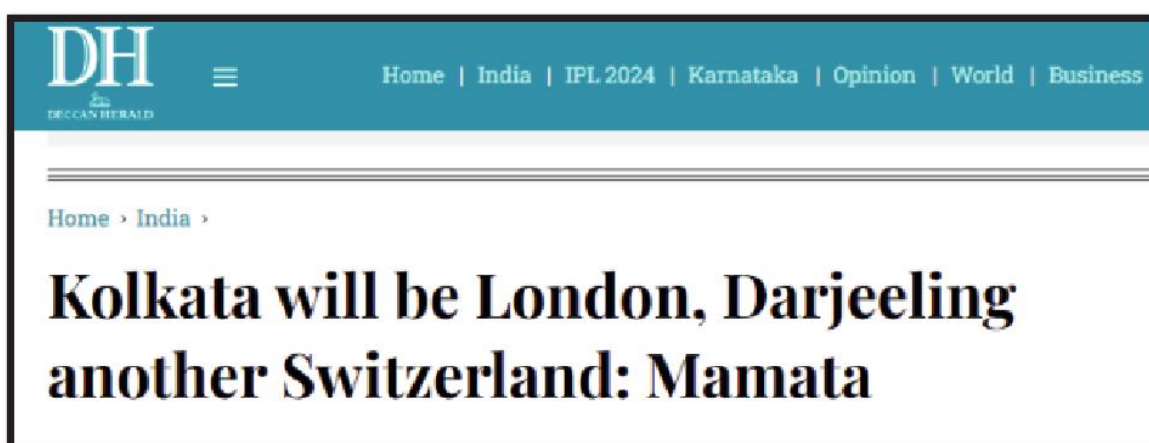 DH
DECCAN HERALD
Home | India | IPL 2024 | Karnataka | Opinion | World | Business
Home › India ›
Kolkata will be London, Darjeeling
another Switzerland: Mamata